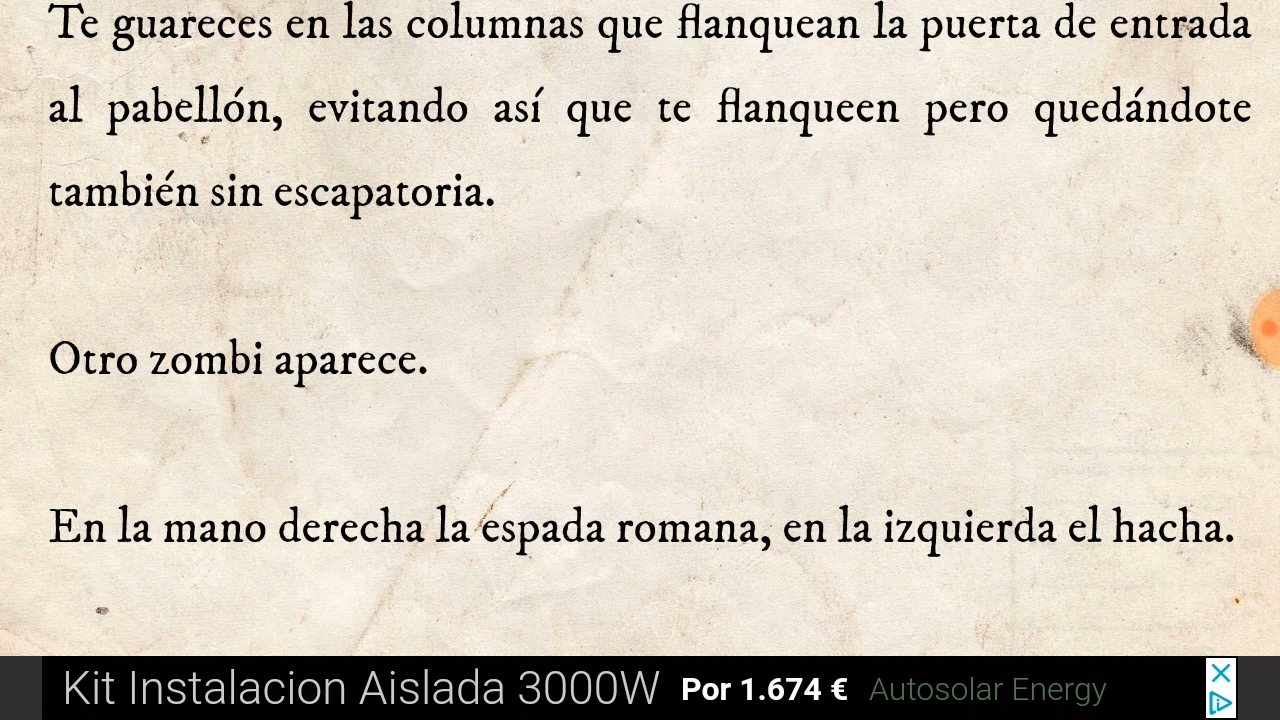 Te guareces en las columnas que flanquean la puerta de entrada
al pabellón, evitando así que te flanqueen pero quedándote
también sin escapatoria.
Otro zombi aparece.
En la mano derecha la espada romana, en la izquierda el hacha.
Kit Instalacion Aislada 3000W Por 1.674 € Autosolar Energy